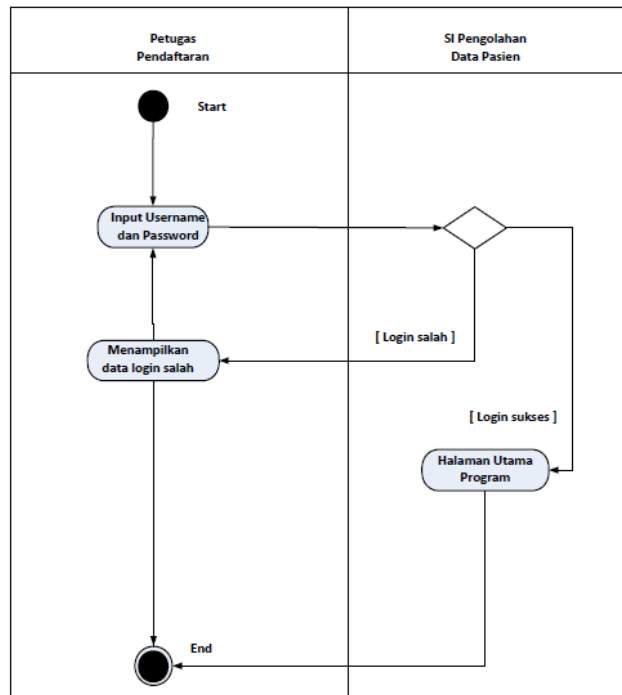 Petugas
Pendaftaran
SI Pengolahan
Data Pasien
Start
Input Username
dan Password
[ Login salah ]
Menampilkan
data login salah
[ Login sukses ]
Halaman Utama
Program
End